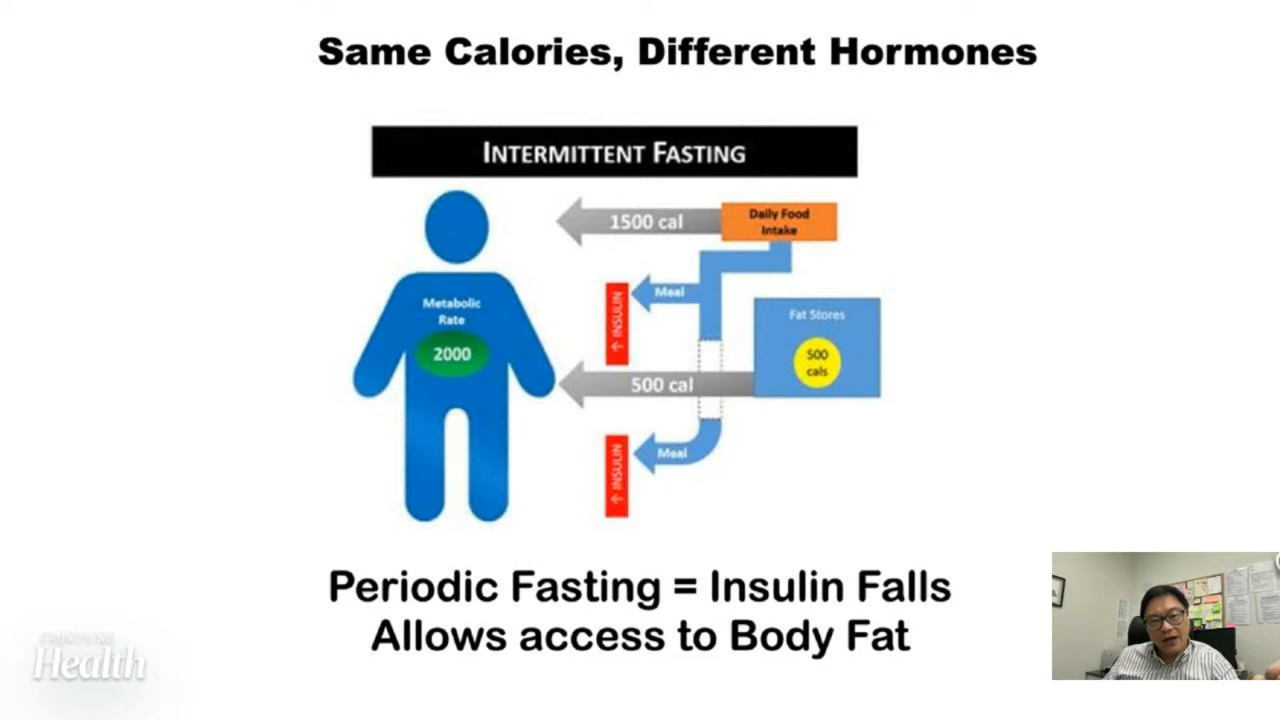 Same Calories, Different Hormones
INTERMITTENT FASTING
1500 cal
Daily Food
Intake
Meal
↑ INSULIN
Metabolic
Rate
2000
Fat Stores
500
cals
500 cal
Meal
↑ INSULIN
Periodic Fasting = Insulin Falls
Allows access to Body Fat
Health